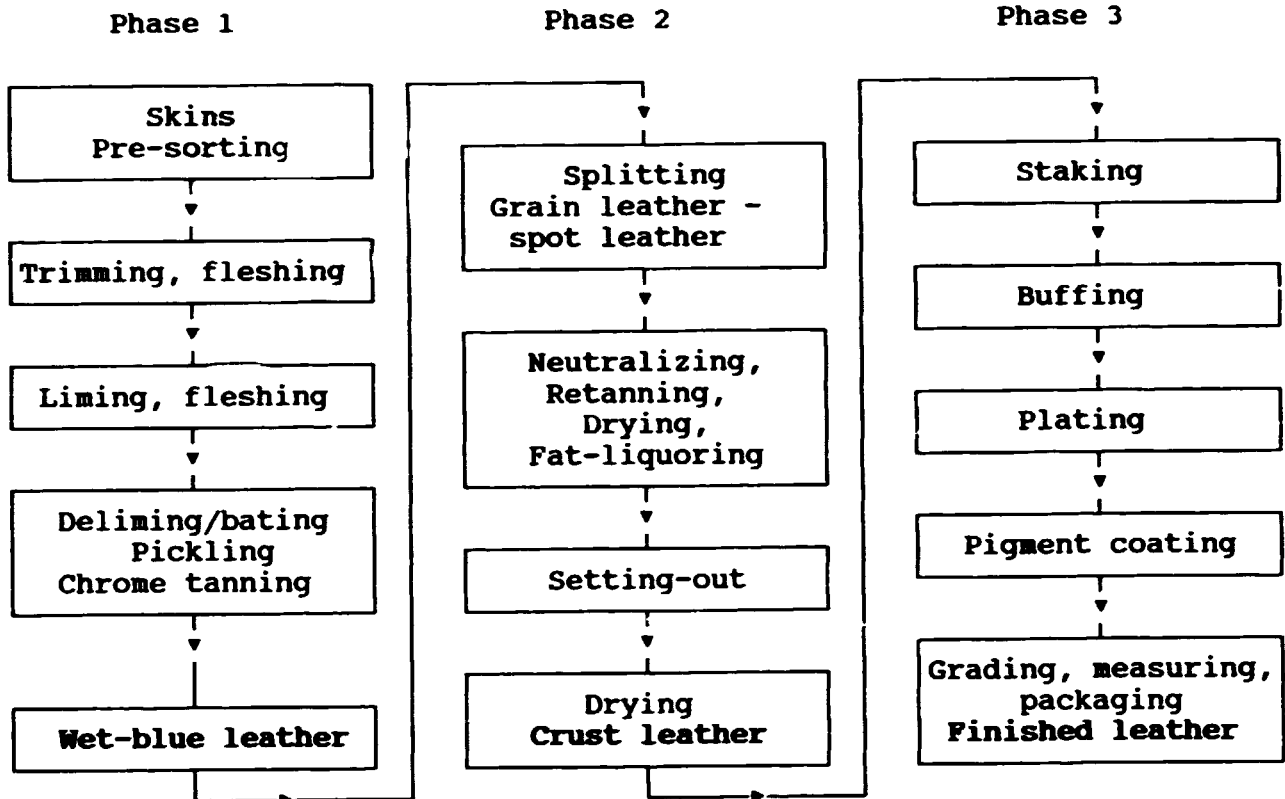 Phase 1
Skins
Pre-sorting
Trimming, fleshing
Liming, fleshing
Deliming/bating
Pickling
Chrome tanning
Wet-blue leather
Phase 2
Splitting
Grain leather -
spot leather
Neutralizing,
Retanning,
Drying,
Fat-liquoring
Setting-out
Drying
Crust leather
Phase 3
Staking
Buffing
Plating
Pigment coating
Grading, measuring,
packaging
Finished leather